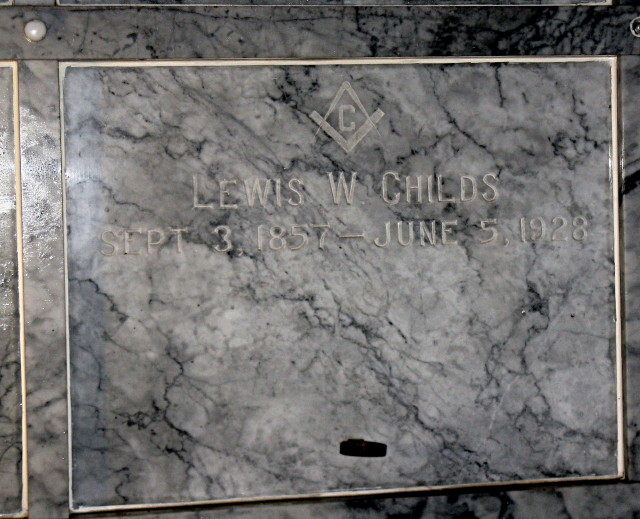 G
LEWIS W. CHILDS
SEPT 3, 1857 — JUNE 5, 1928